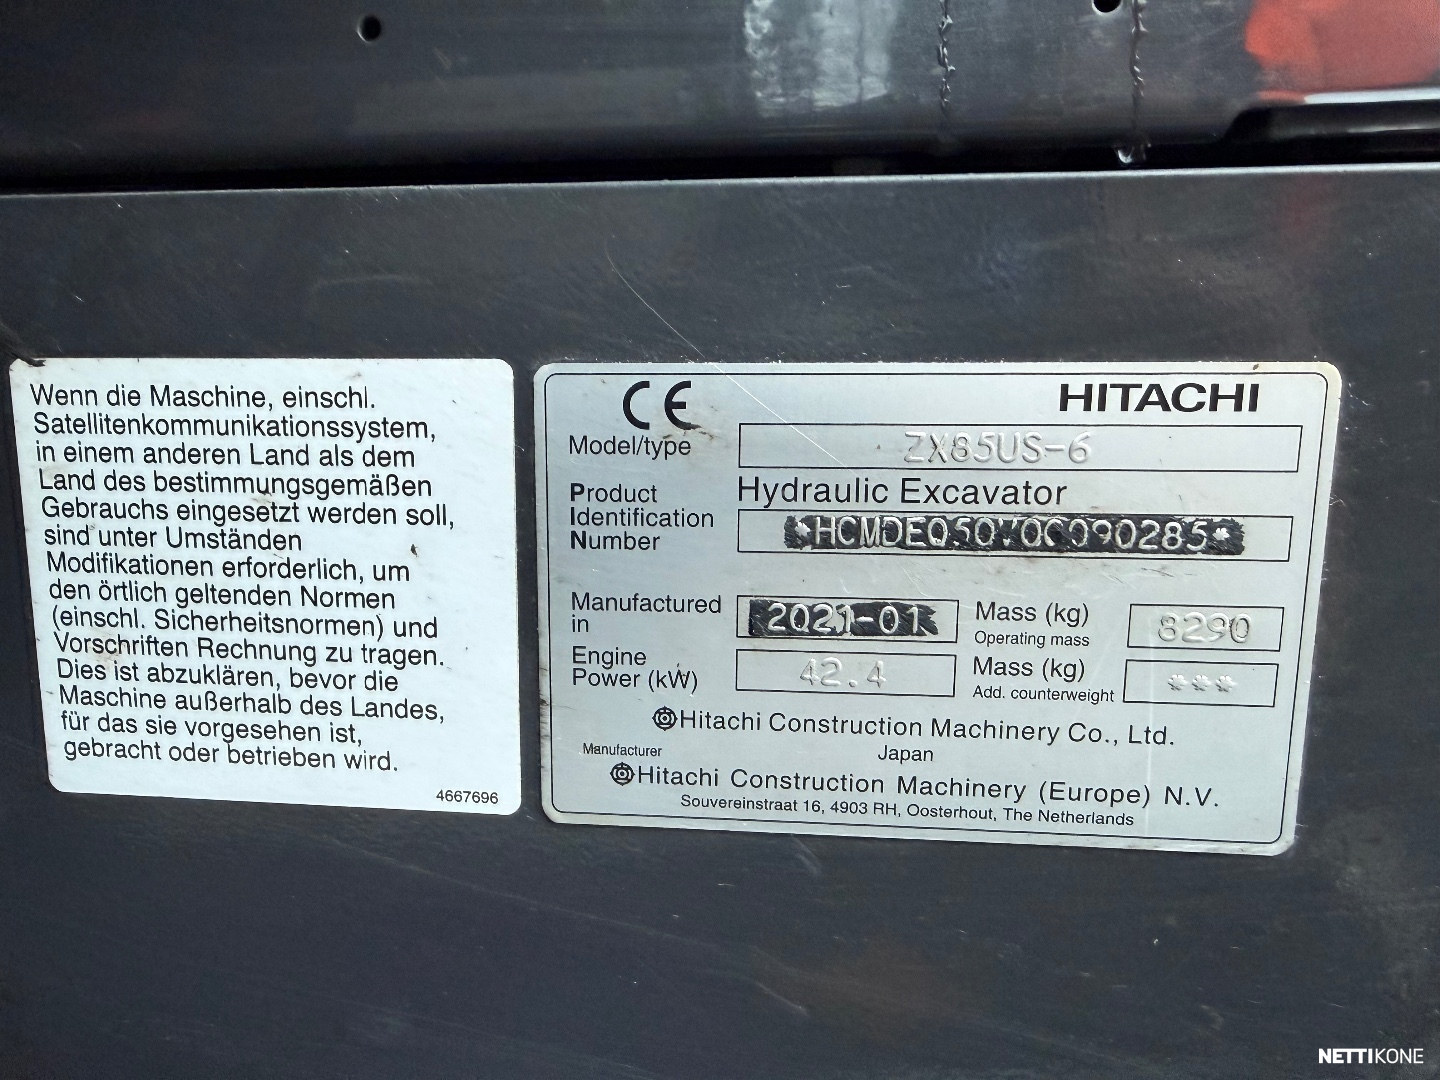 Wenn die Maschine, einschl.
Satellitenkommunikationssystem,
in einem anderen Land als dem
Land des bestimmungsgemäßen
Gebrauchs eingesetzt werden soll,
sind unter Umständen
Modifikationen erforderlich, um
den örtlich geltenden Normen
(einschl. Sicherheitsnormen) und
Vorschriften Rechnung zu tragen.
Dies ist abzuklären, bevor die
Maschine außerhalb des Landes,
für das sie vorgesehen ist,
gebracht oder betrieben wird.
4667696
CE HITACHI
Model/type ZX85US-6
Hydraulic Excavator
Product
Identification
Number
Manufactured
in
2021-01
Mass (kg)
Operating mass
8290
Engine
Power (kW)
42.4
Mass (kg)
Add. counterweight
***
Hitachi Construction Machinery Co., Ltd.
Japan
Manufacturer
Hitachi Construction Machinery (Europe) N.V.
Souvereinstraat 16, 4903 RH, Oosterhout, The Netherlands
NETTIKONE